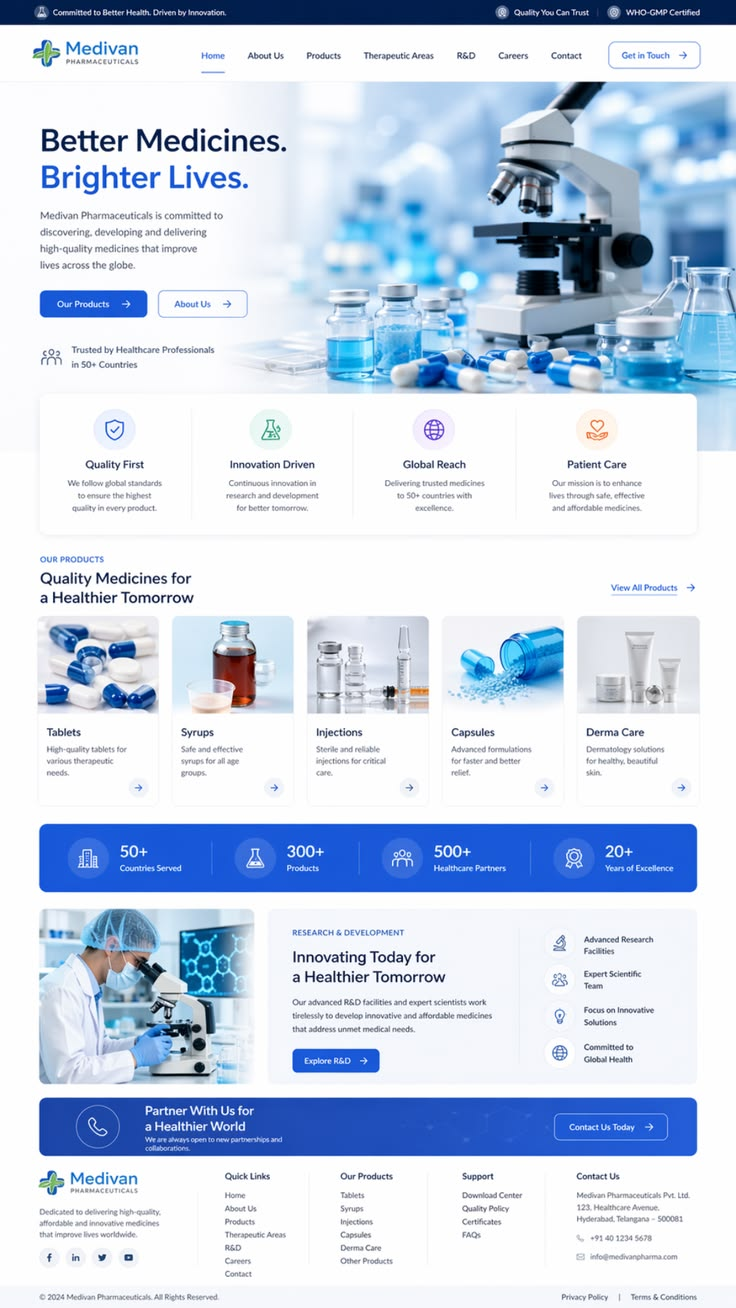 Committed to Better Health. Driven by Innovation.
Quality You Can Trust
WHO-GMP Certified
Medivan
PHARMACEUTICALS
Home
About Us
Products
Therapeutic Areas
R&D
Careers
Contact
Get in Touch
Better Medicines.
Brighter Lives.
Medivan Pharmaceuticals is committed to
discovering, developing and delivering
high-quality medicines that improve
lives across the globe.
Our Products
About Us
Trusted by Healthcare Professionals
in 50+ Countries
Quality First
We follow global standards
to ensure the highest
quality in every product.
Innovation Driven
Continuous innovation in
research and development
for better tomorrow.
Global Reach
Delivering trusted medicines
to 50+ countries with
excellence.
Patient Care
Our mission is to enhance
lives through safe, effective
and affordable medicines.
OUR PRODUCTS
Quality Medicines for
a Healthier Tomorrow
View All Products
Tablets
High-quality tablets for
various therapeutic
needs.
Syrups
Safe and effective
syrups for all age
groups.
Injections
Sterile and reliable
injections for critical
care.
Capsules
Advanced formulations
for faster and better
relief.
Derma Care
Dermatology solutions
for healthy, beautiful
skin.
50+
Countries Served
300+
Products
500+
Healthcare Partners
20+
Years of Excellence
RESEARCH & DEVELOPMENT
Innovating Today for
a Healthier Tomorrow
Our advanced R&D facilities and expert scientists work
tirelessly to develop innovative and affordable medicines
that address unmet medical needs.
Explore R&D
Advanced Research
Facilities
Expert Scientific
Team
Focus on Innovative
Solutions
Committed to
Global Health
Partner With Us for
a Healthier World
We are always open to new partnerships and
collaborations.
Contact Us Today
Medivan
PHARMACEUTICALS
Dedicated to delivering high-quality,
affordable and innovative medicines
that improve lives worldwide.
Quick Links
Home
About Us
Products
Therapeutic Areas
R&D
Careers
Contact
Our Products
Tablets
Syrups
Injections
Capsules
Derma Care
Other Products
Support
Download Center
Quality Policy
Certificates
FAQs
Contact Us
Medivan Pharmaceuticals Pvt. Ltd.
123, Healthcare Avenue,
Hyderabad, Telangana – 500081
+91 40 1234 5678
info@medivanpharma.com
© 2024 Medivan Pharmaceuticals. All Rights Reserved.
Privacy Policy | Terms & Conditions